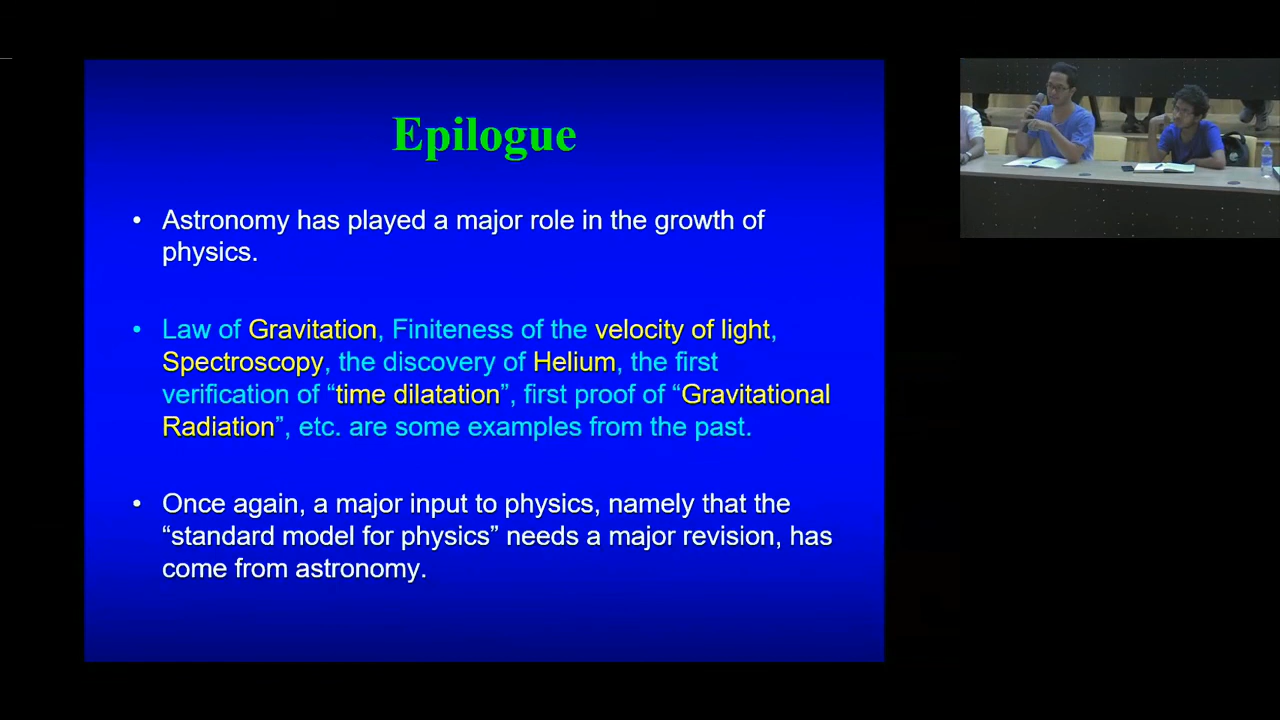 Epilogue
• Astronomy has played a major role in the growth of
physics.
• Law of Gravitation, Finiteness of the velocity of light,
Spectroscopy, the discovery of Helium, the first
verification of “time dilatation”, first proof of “Gravitational
Radiation”, etc. are some examples from the past.
• Once again, a major input to physics, namely that the
“standard model for physics” needs a major revision, has
come from astronomy.